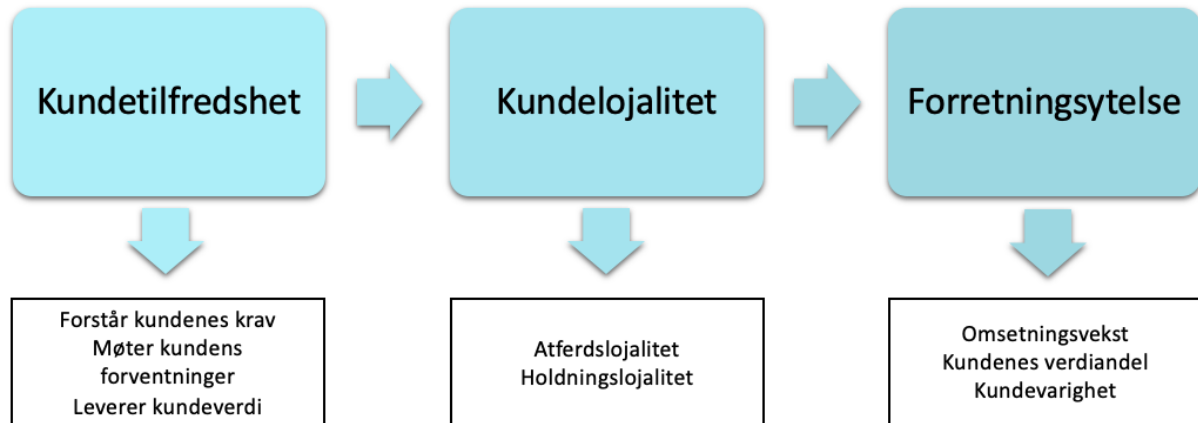 Kundetilfredshet
Kundelojalitet
Forretningsytelse
Forstår kundenes krav
Møter kundens
forventninger
Leverer kundeverdi
Atferdslojalitet
Holdningslojalitet
Omsetningsvekst
Kundenes verdiandel
Kundevarighet